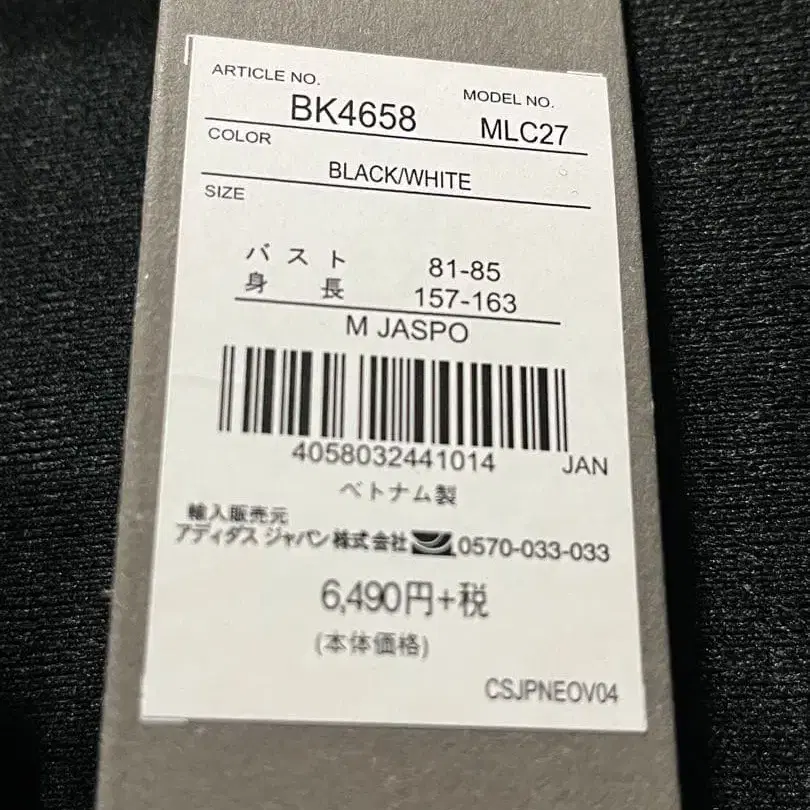 ARTICLE NO.
MODEL NO.
BK4658 MLC27
COLOR
BLACK/WHITE
SIZE
バスト 81-85
身長 157-163
M JASPO
4058032441014 JAN
ベトナム製
輸入販売元
アディダス ジャパン株式会社 0570-033-033
6,490円+税
(本体価格)
CSJPNEOV04